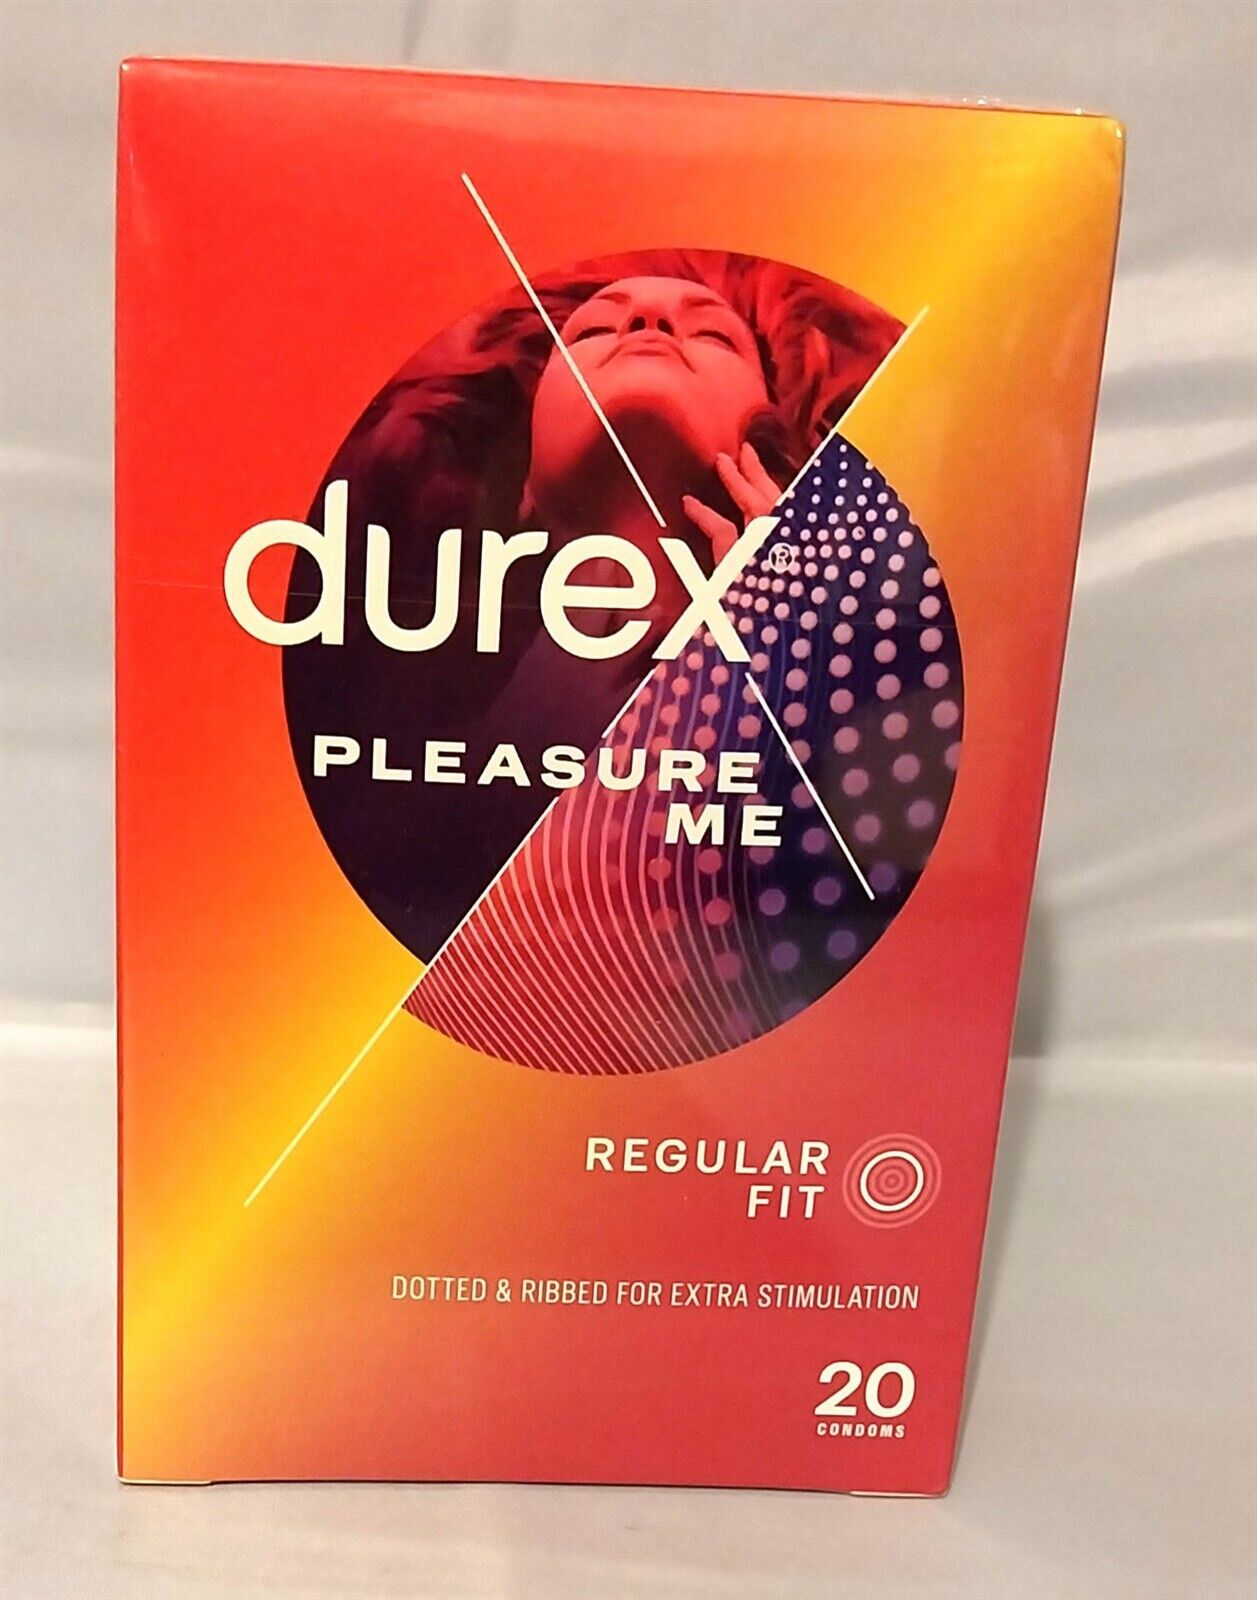 durex®
PLEASURE
ME
REGULAR
FIT
DOTTED & RIBBED FOR EXTRA STIMULATION
20
CONDOMS